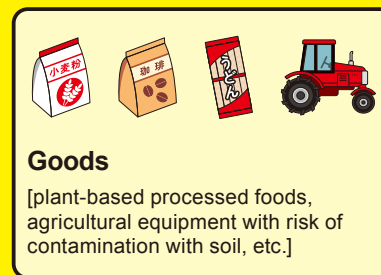 小麦粉
珈琲
うどん
Goods
[plant-based processed foods,
agricultural equipment with risk of
contamination with soil, etc.]